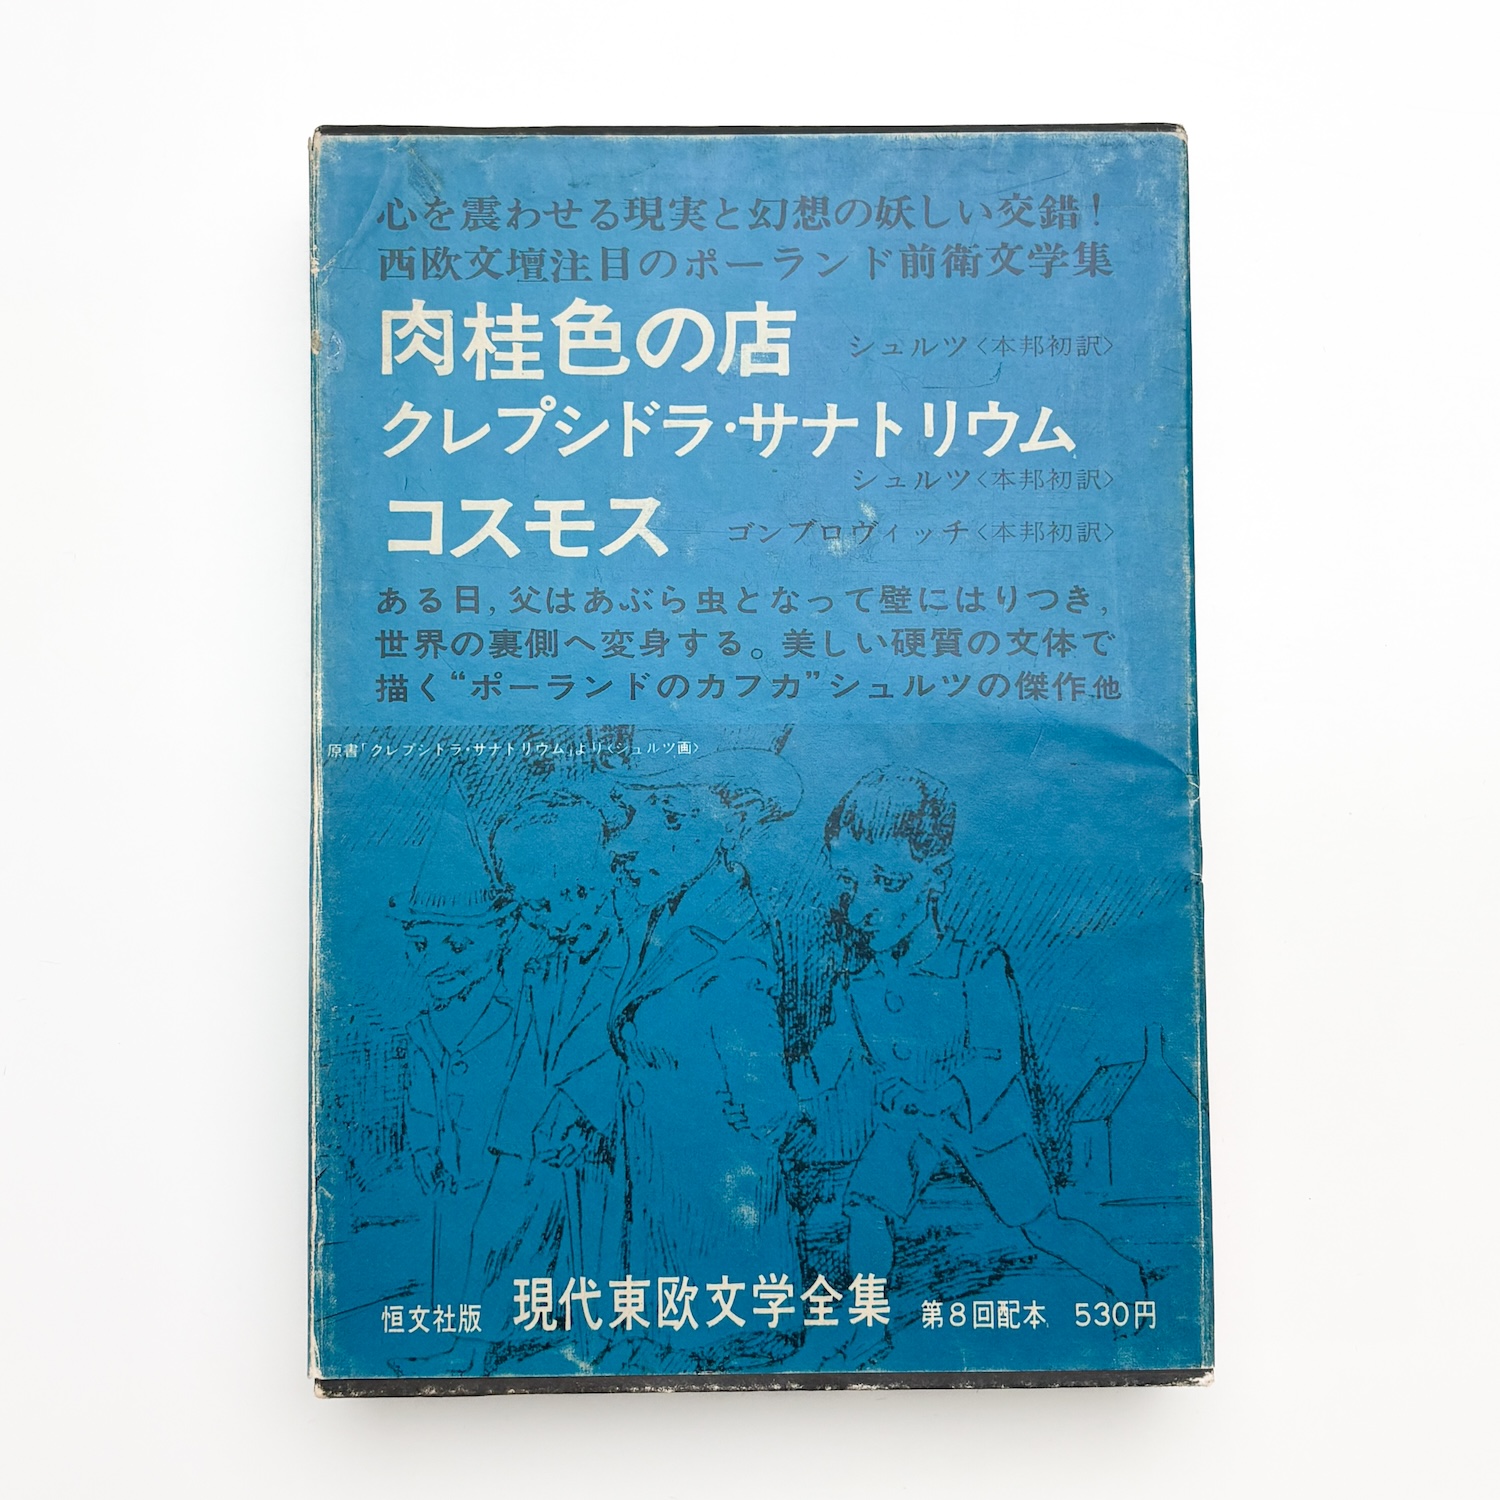 心を震わせる現実と幻想の妖しい交錯!
西欧文壇注目のポーランド前衛文学集
肉桂色の店 シュルツ〈本邦初訳〉
クレプシドラ・サナトリウム
シュルツ〈本邦初訳〉
コスモス ゴンブロヴィッチ〈本邦初訳〉
ある日,父はあぶら虫となって壁にはりつき,
世界の裏側へ変身する。美しい硬質の文体で
描く“ポーランドのカフカ”シュルツの傑作他
原書「クレプシドラ・サナトリウム」より〈シュルツ画〉
恒文社版 現代東欧文学全集 第8回配本 530円